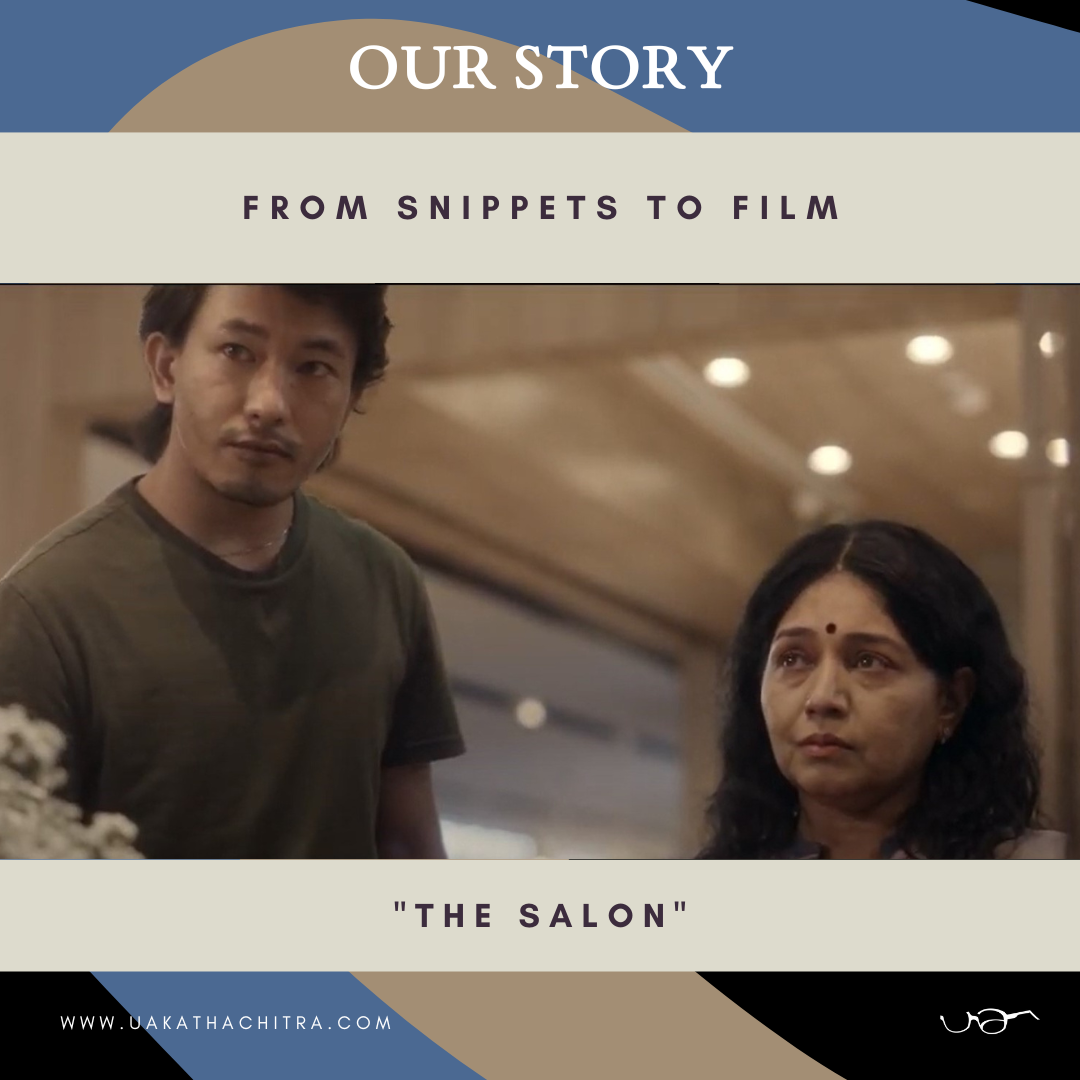 OUR STORY
FROM SNIPPETS TO FILM
"THE SALON"
WWW.UAKATHACHITRA.COM